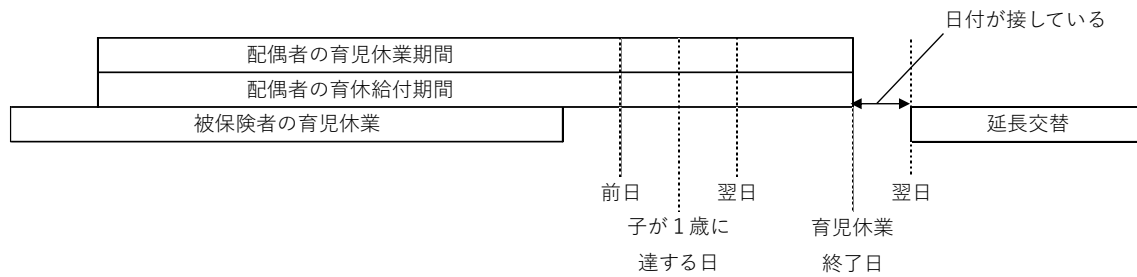 日付が接している
配偶者の育児休業期間
配偶者の育休給付期間
被保険者の育児休業
延長交替
前日
翌日
翌日
子が１歳に
達する日
育児休業
終了日